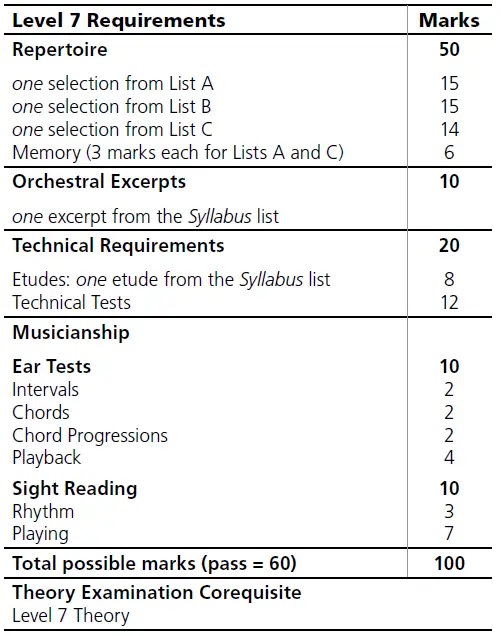 Level 7 Requirements Marks
Repertoire 50
one selection from List A 15
one selection from List B 15
one selection from List C 14
Memory (3 marks each for Lists A and C) 6
Orchestral Excerpts 10
one excerpt from the Syllabus list
Technical Requirements 20
Etudes: one etude from the Syllabus list 8
Technical Tests 12
Musicianship
Ear Tests 10
Intervals 2
Chords 2
Chord Progressions 2
Playback 4
Sight Reading 10
Rhythm 3
Playing 7
Total possible marks (pass = 60) 100
Theory Examination Corequisite
Level 7 Theory